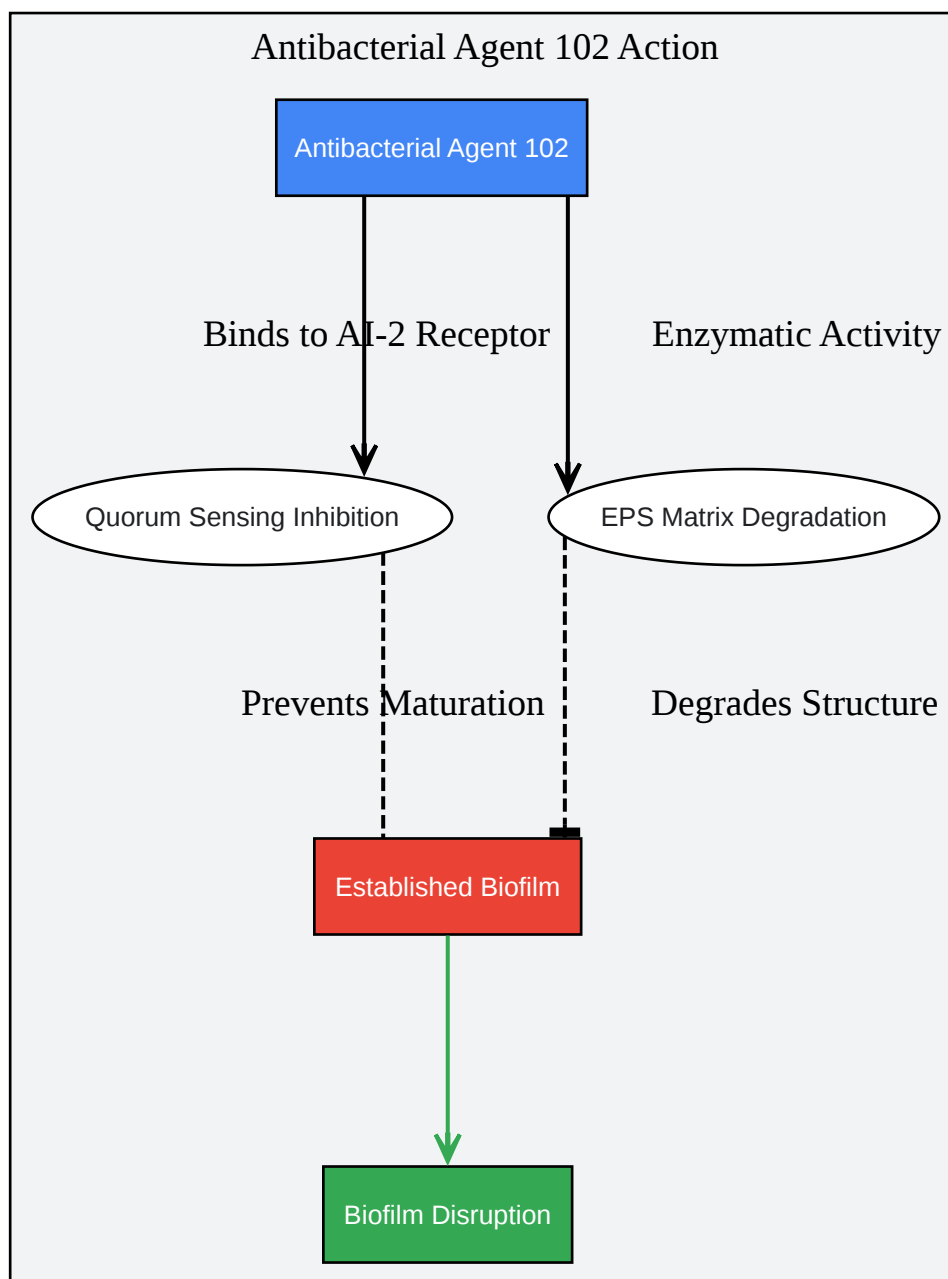 Antibacterial Agent 102 Action
Antibacterial Agent 102
Binds to AI-2 Receptor
Enzymatic Activity
Quorum Sensing Inhibition
EPS Matrix Degradation
Prevents Maturation
Degrades Structure
Established Biofilm
Biofilm Disruption